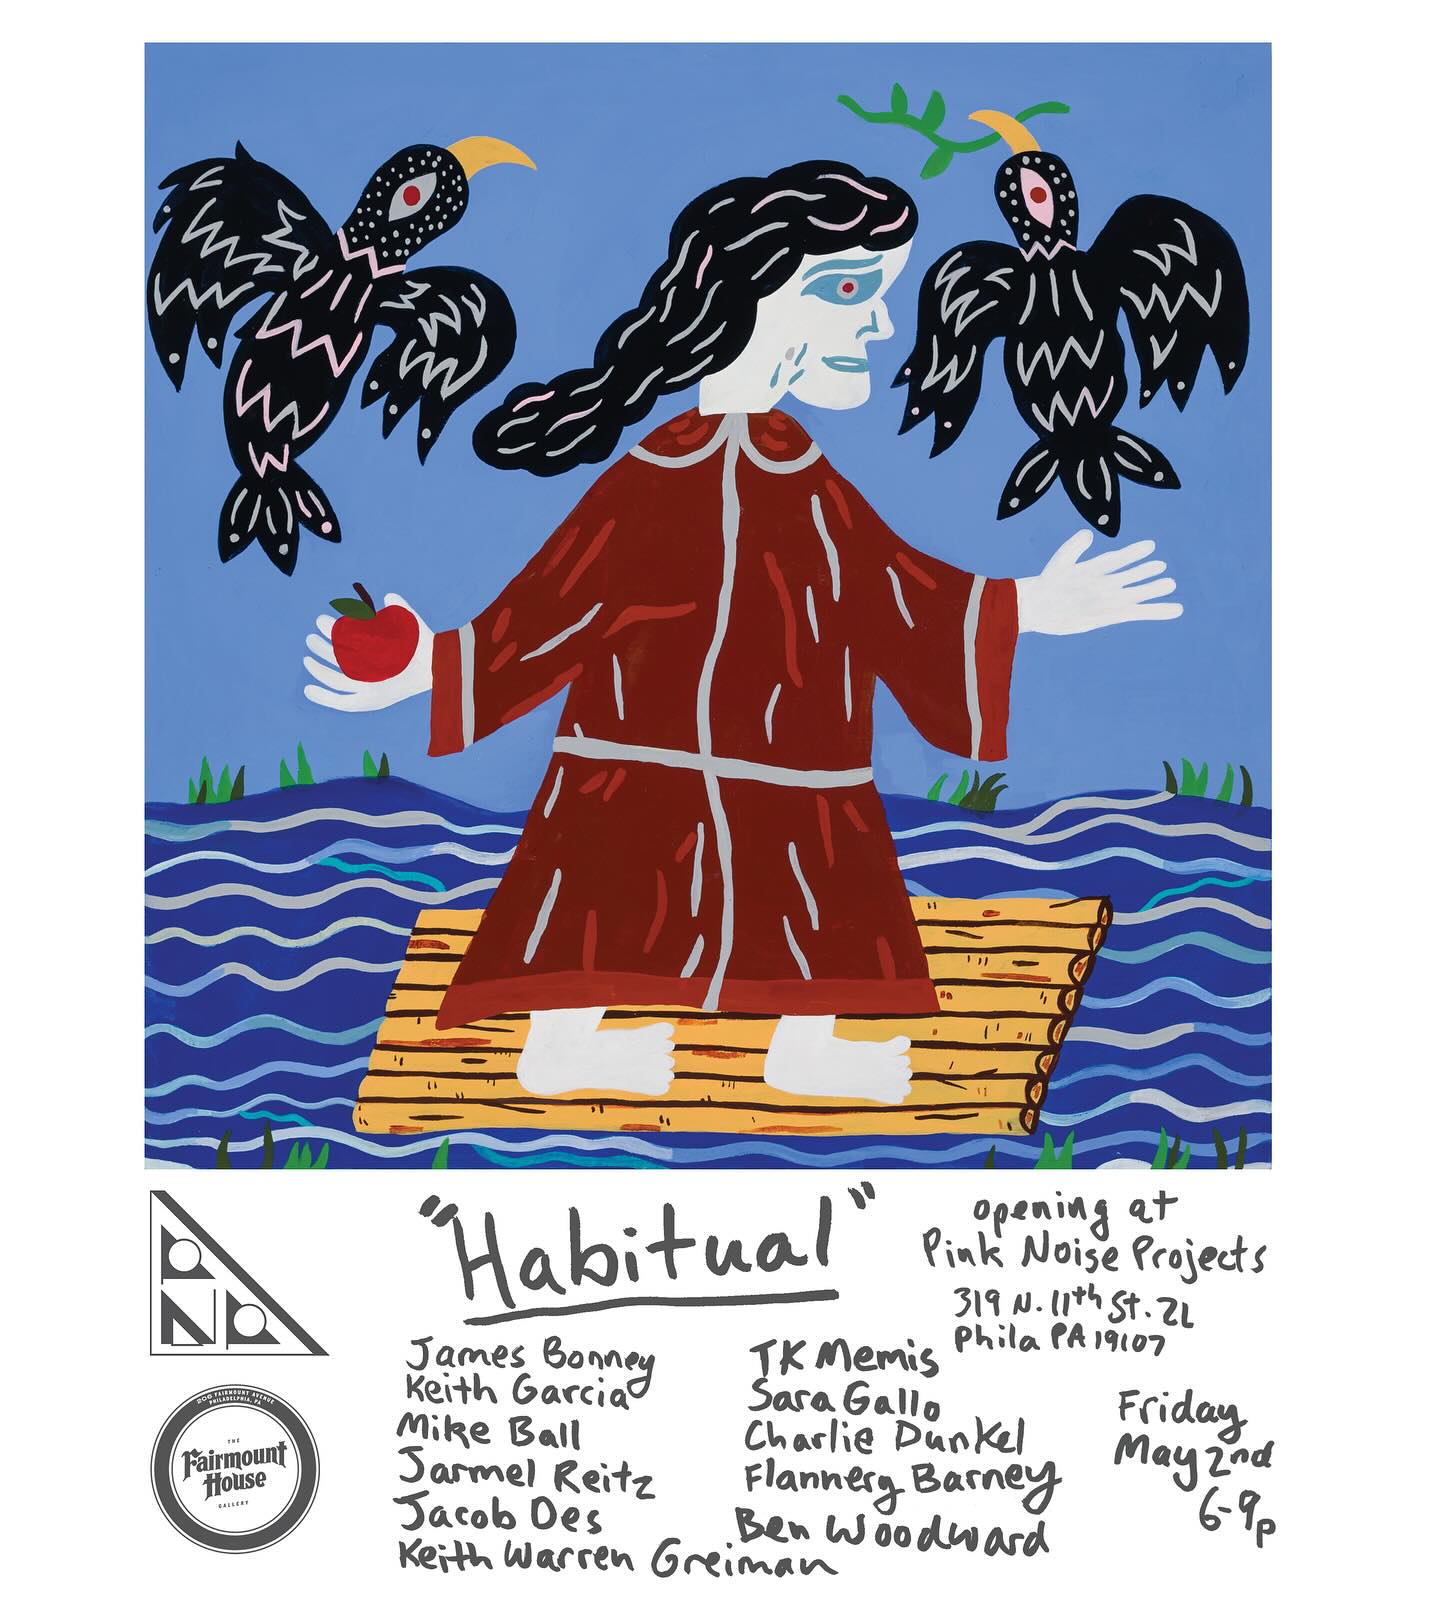 "Habitual"
opening at
Pink Noise Projects
319 N. 11th St. 2L
Phila PA 19107
James Bonney
Keith Garcia
Mike Ball
Jarmel Reitz
Jacob Des
Keith Warren Greiman
TK Memis
Sara Gallo
Charlie Dunkel
Flannery Barney
Ben Woodward
Friday
May 2nd
6-9p
PNP
206 FAIRMOUNT AVENUE
PHILADELPHIA, PA
THE
Fairmount
House
GALLERY